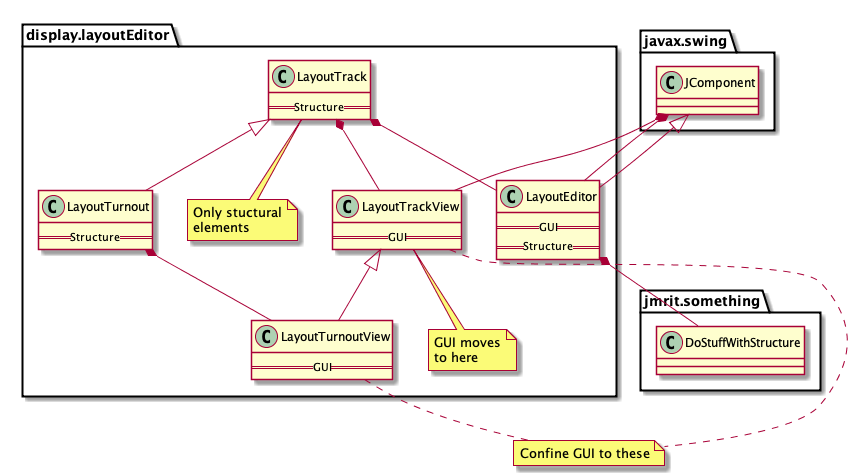 display.layoutEditor
javax.swing
C LayoutTrack
Structure
C JComponent
C LayoutTurnout
Structure
Only stuctural
elements
C LayoutTrackView
GUI
C LayoutEditor
GUI
Structure
jmrit.something
C LayoutTurnoutView
GUI
GUI moves
to here
C DoStuffWithStructure
Confine GUI to these